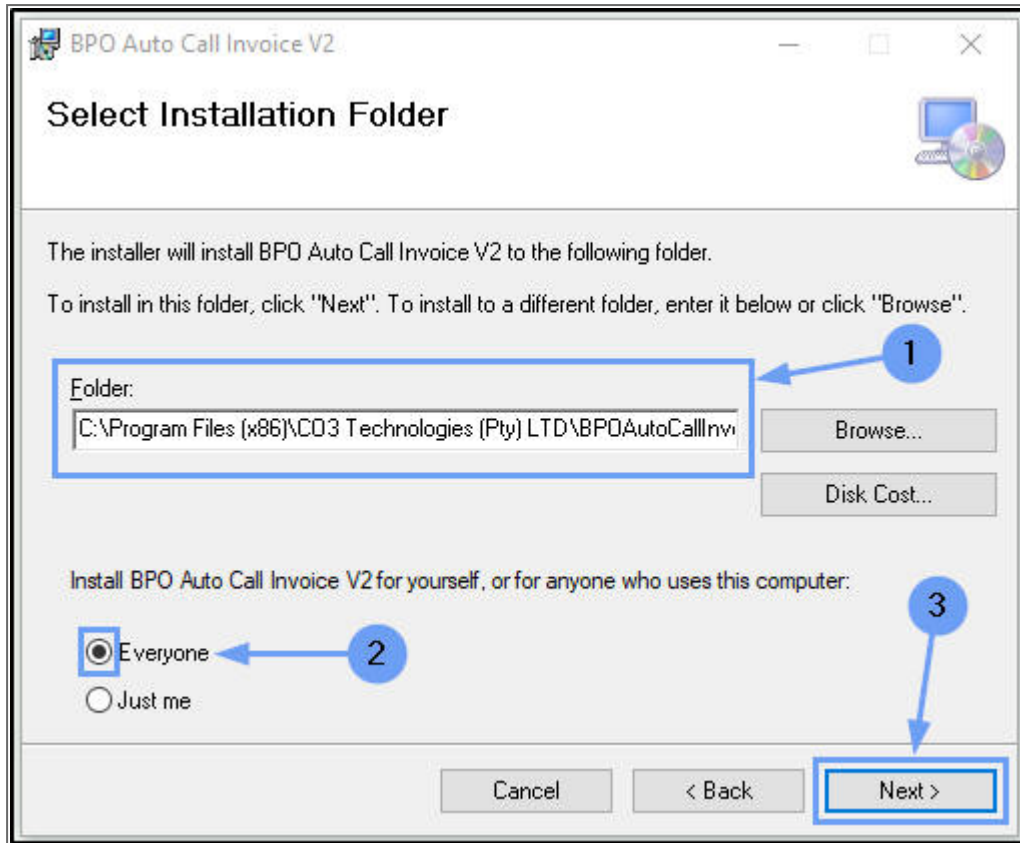 BPO Auto Call Invoice V2
Select Installation Folder
The installer will install BPO Auto Call Invoice V2 to the following folder.
To install in this folder, click "Next". To install to a different folder, enter it below or click "Browse".
1
Folder:
C:\Program Files (x86)\CO3 Technologies (Pty) LTD\BPOAutoCallInv
Browse...
Disk Cost...
Install BPO Auto Call Invoice V2 for yourself, or for anyone who uses this computer:
3
Everyone
2
Just me
Cancel
< Back
Next >